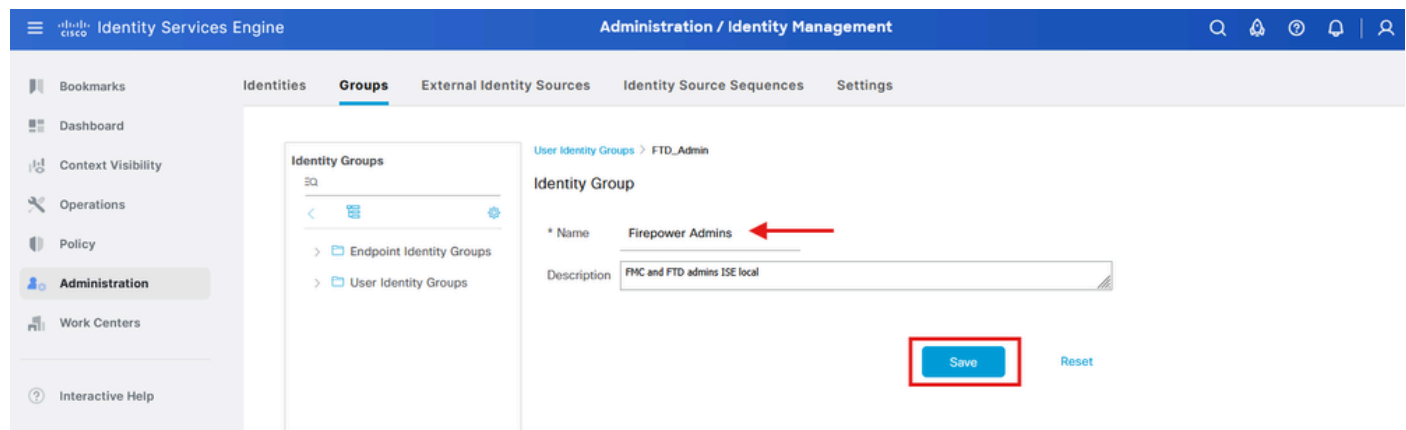 cisco Identity Services Engine
Administration / Identity Management
Bookmarks
Dashboard
Context Visibility
Operations
Policy
Administration
Work Centers
Interactive Help
Identities Groups External Identity Sources Identity Source Sequences Settings
Identity Groups
Endpoint Identity Groups
User Identity Groups
User Identity Groups > FTD_Admin
Identity Group
* Name Firepower Admins
Description FMC and FTD admins ISE local
Save Reset